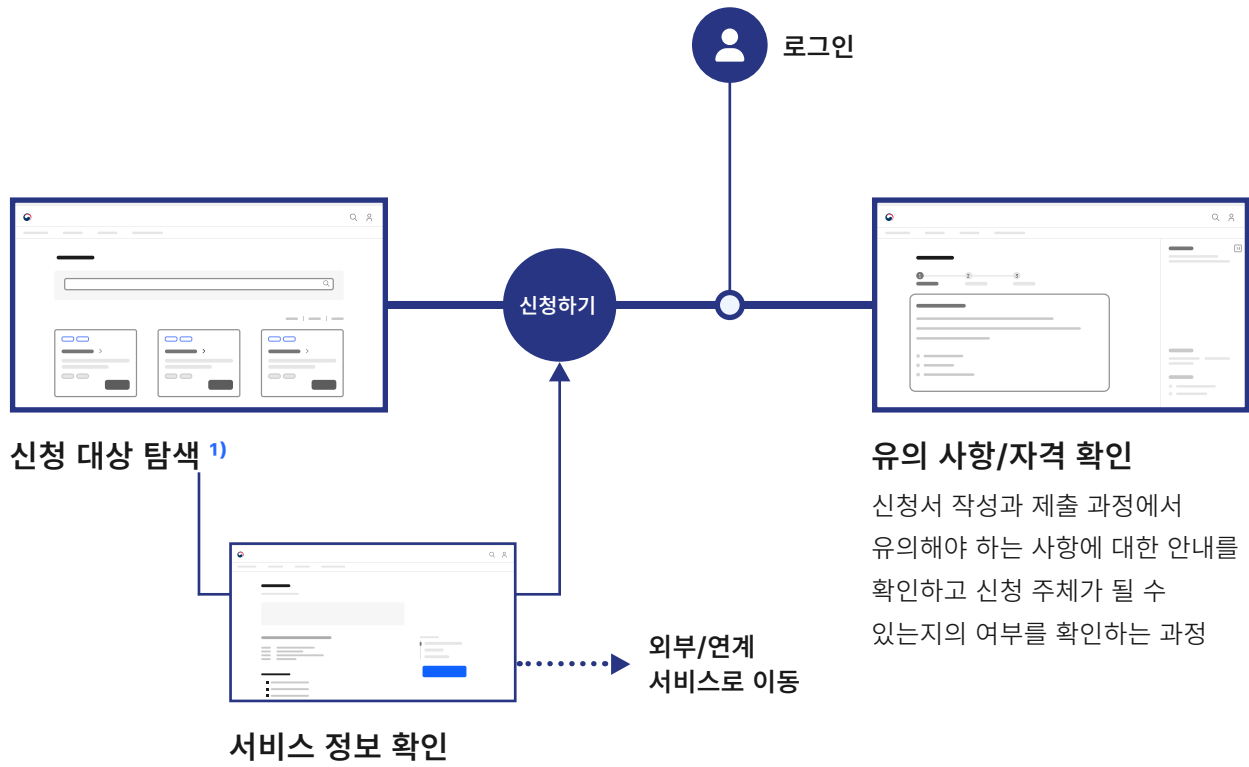 로그인
신청하기
신청 대상 탐색 1)
유의 사항/자격 확인
신청서 작성과 제출 과정에서
유의해야 하는 사항에 대한 안내를
확인하고 신청 주체가 될 수
있는지의 여부를 확인하는 과정
외부/연계
서비스로 이동
서비스 정보 확인